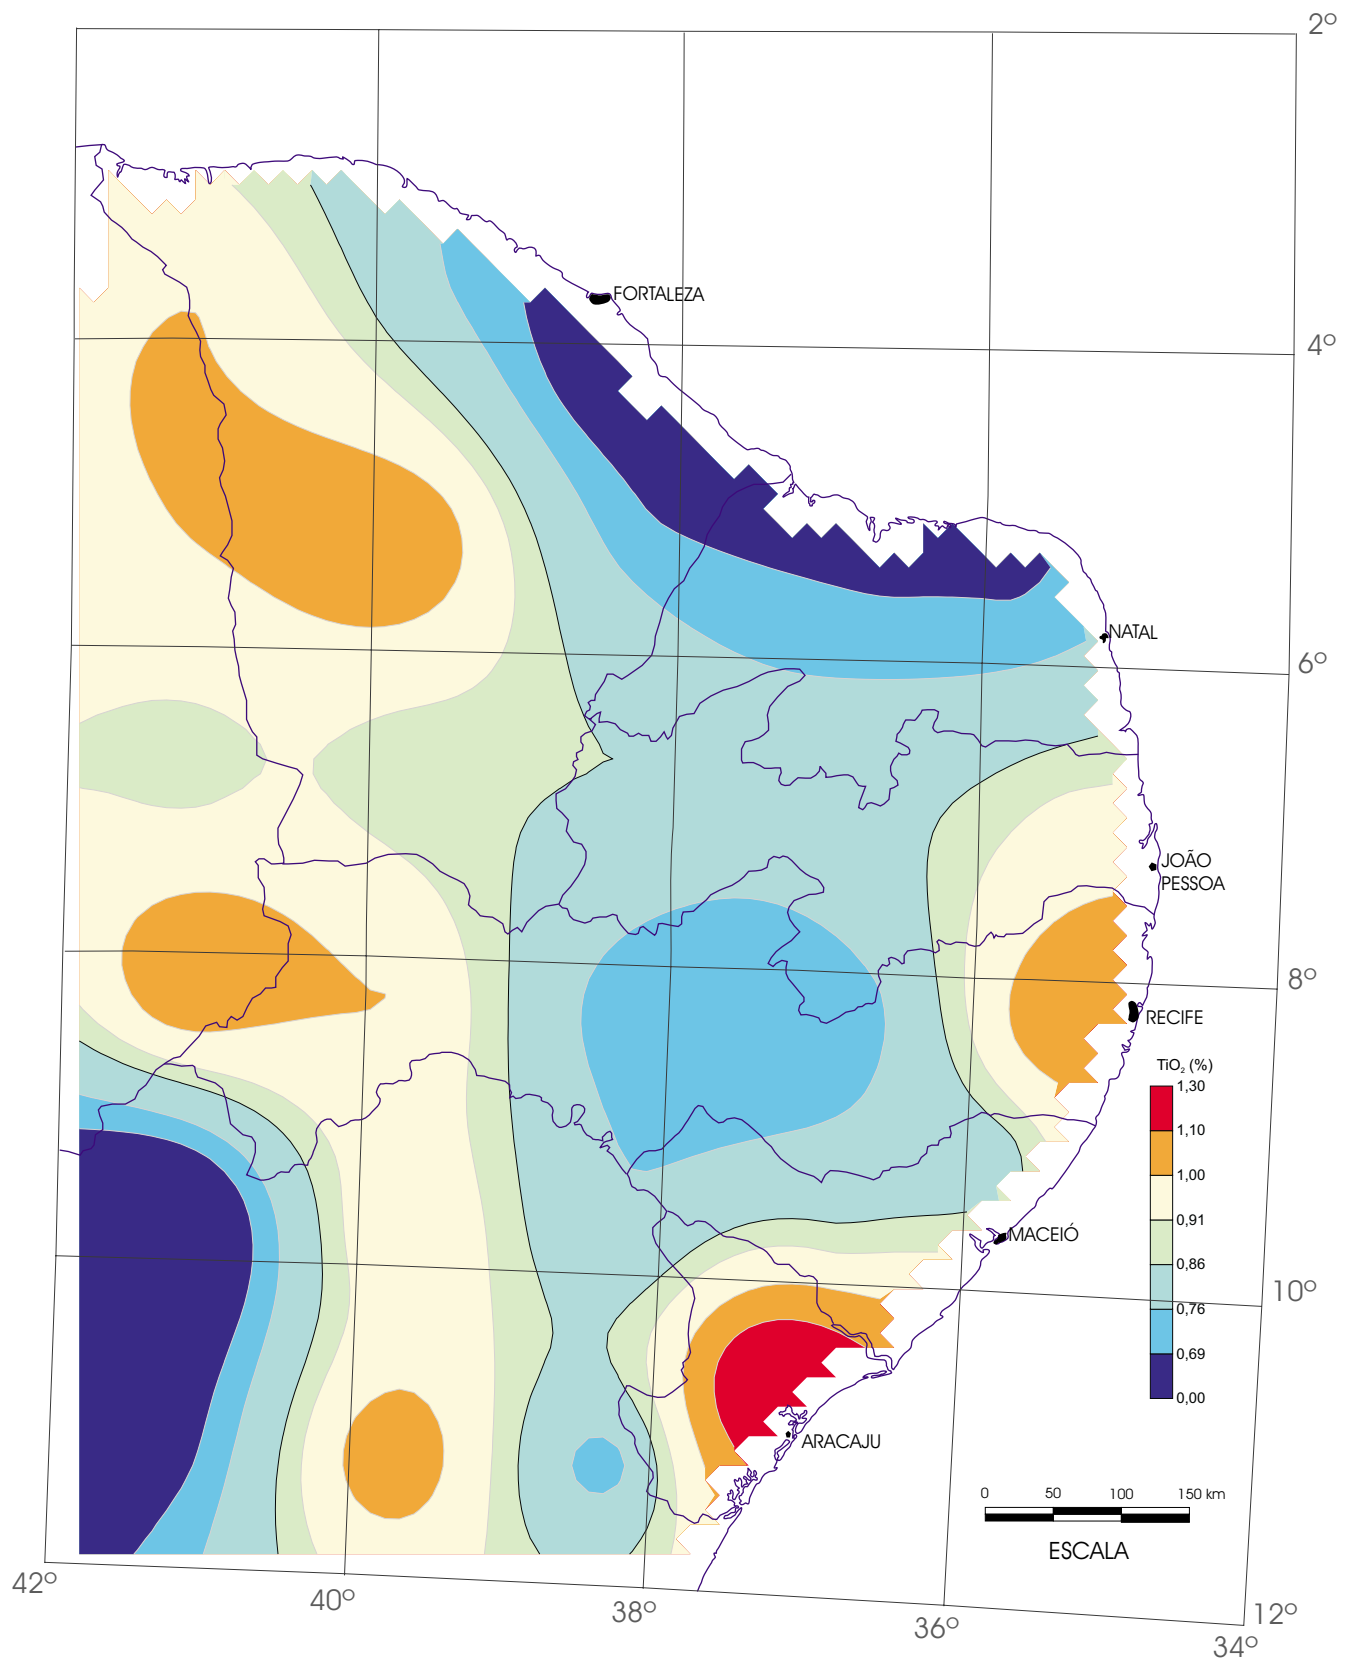 2º
FORTALEZA
4º
NATAL
6º
JOÃO
PESSOA
8º
RECIFE
TiO₂ (%)
1,30
1,10
1,00
0,91
0,86
0,76
0,69
0,00
MACEIÓ
10º
ARACAJU
0 50 100 150 km
ESCALA
42º
40º
38º
36º
12º
34º